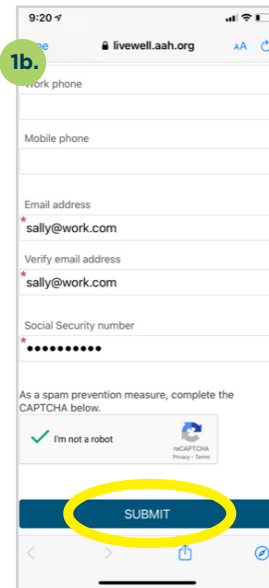 9:20
1b.
livewell.aah.org
AA
Work phone
Mobile phone
Email address
*
sally@work.com
Verify email address
*
sally@work.com
Social Security number
*
••••••••••
As a spam prevention measure, complete the
CAPTCHA below.
I'm not a robot
reCAPTCHA
Privacy - Terms
SUBMIT